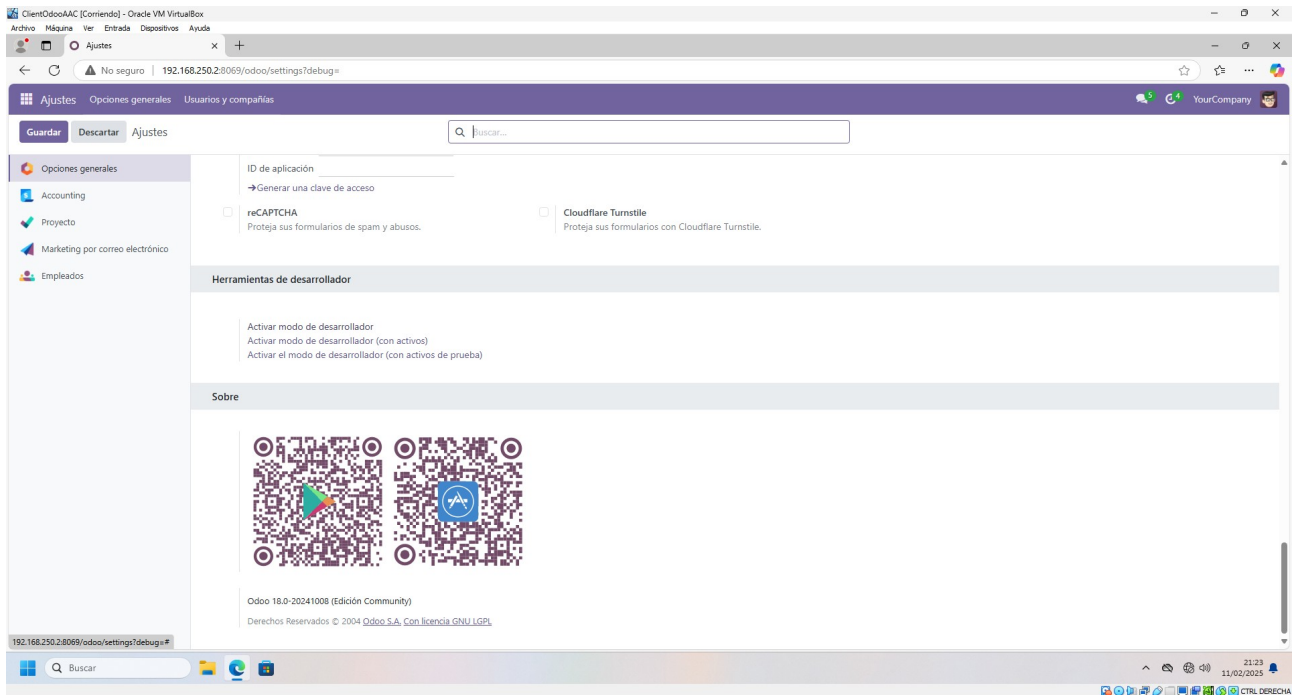 ClientOdooAAC [Corriendo] - Oracle VM VirtualBox
Archivo Máquina Ver Entrada Dispositivos Ayuda
Ajustes
No seguro 192.168.250.2:8069/odoo/settings?debug=
Ajustes Opciones generales Usuarios y compañías 5 4 YourCompany
Guardar Descartar Ajustes Buscar...
Opciones generales
Accounting
Proyecto
Marketing por correo electrónico
Empleados
ID de aplicación
→Generar una clave de acceso
reCAPTCHA
Proteja sus formularios de spam y abusos.
Cloudflare Turnstile
Proteja sus formularios con Cloudflare Turnstile.
Herramientas de desarrollador
Activar modo de desarrollador
Activar modo de desarrollador (con activos)
Activar el modo de desarrollador (con activos de prueba)
Sobre
Odoo 18.0-20241008 (Edición Community)
Derechos Reservados © 2004 Odoo S.A. Con licencia GNU LGPL
192.168.250.2:8069/odoo/settings?debug=#
Buscar
21:23
11/02/2025
CTRL DERECHA